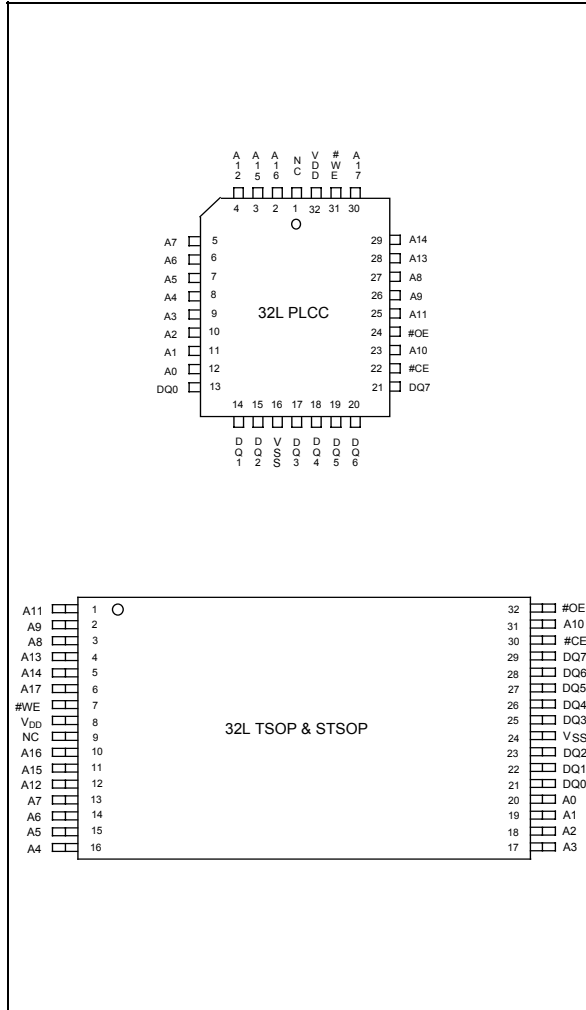 A12 A15 A16 NC VDD #WE A17
4 3 2 1 32 31 30
A7 5 29 A14
A6 6 28 A13
A5 7 27 A8
A4 8 26 A9
A3 9 32L PLCC 25 A11
A2 10 24 #OE
A1 11 23 A10
A0 12 22 #CE
DQ0 13 21 DQ7
14 15 16 17 18 19 20
DQ1 DQ2 VSS DQ3 DQ4 DQ5 DQ6
A11 1 32 #OE
A9 2 31 A10
A8 3 30 #CE
A13 4 29 DQ7
A14 5 28 DQ6
A17 6 27 DQ5
#WE 7 26 DQ4
VDD 8 32L TSOP & STSOP 25 DQ3
NC 9 24 VSS
A16 10 23 DQ2
A15 11 22 DQ1
A12 12 21 DQ0
A7 13 20 A0
A6 14 19 A1
A5 15 18 A2
A4 16 17 A3